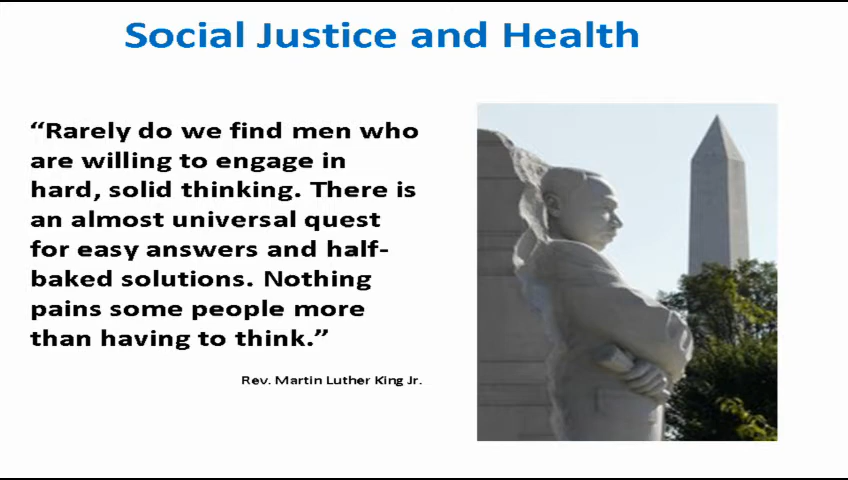 Social Justice and Health
“Rarely do we find men who
are willing to engage in
hard, solid thinking. There is
an almost universal quest
for easy answers and half-
baked solutions. Nothing
pains some people more
than having to think.”
Rev. Martin Luther King Jr.